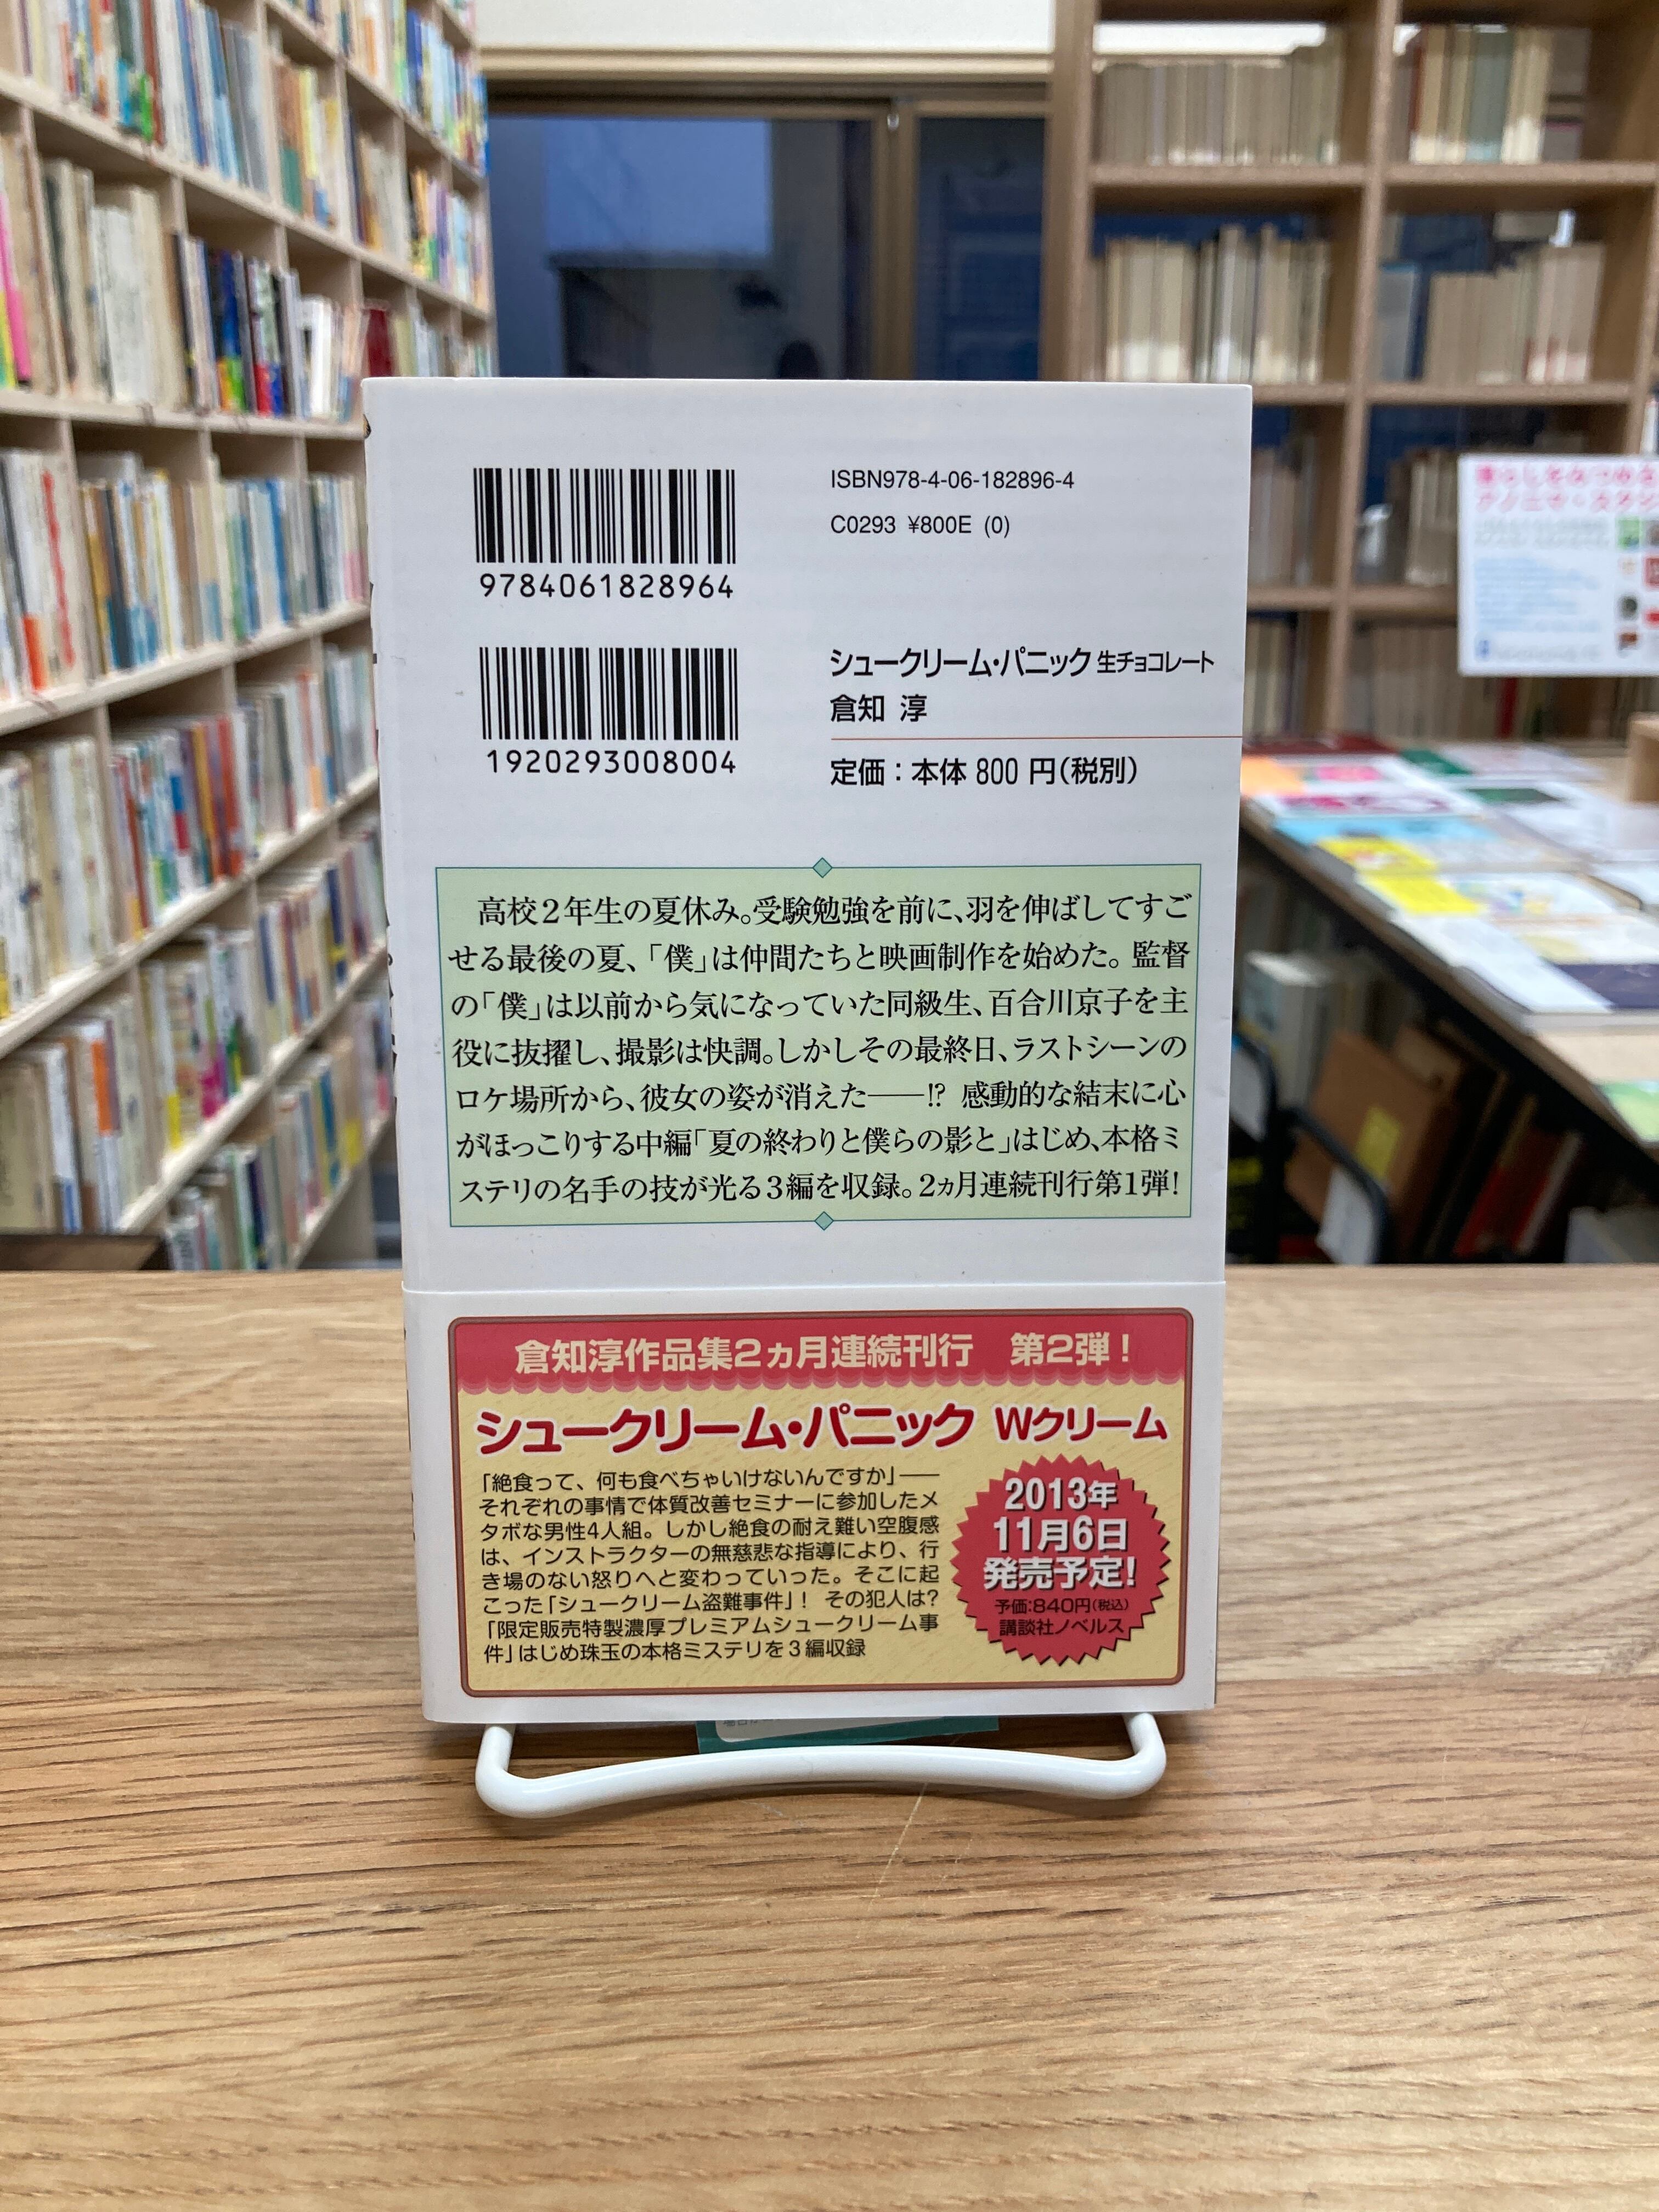 9784061828964
ISBN978-4-06-182896-4
C0293 ¥800E (0)
1920293008004
シュークリーム・パニック 生チョコレート
倉知 淳
定価：本体 800 円（税別）
高校２年生の夏休み。受験勉強を前に、羽を伸ばしてすご
せる最後の夏、「僕」は仲間たちと映画制作を始めた。監督
の「僕」は以前から気になっていた同級生、百合川京子を主
役に抜擢し、撮影は快調。しかしその最終日、ラストシーンの
ロケ場所から、彼女の姿が消えた──!? 感動的な結末に心
がほっこりする中編「夏の終わりと僕らの影と」はじめ、本格ミ
ステリの名手の技が光る３編を収録。２ヵ月連続刊行第１弾！
倉知淳作品集2ヵ月連続刊行 第2弾！
シュークリーム・パニック Wクリーム
「絶食って、何も食べちゃいけないんですか」──
それぞれの事情で体質改善セミナーに参加したメ
タボな男性4人組。しかし絶食の耐え難い空腹感
は、インストラクターの無慈悲な指導により、行
き場のない怒りへと変わっていった。そこに起
こった「シュークリーム盗難事件」！ その犯人は？
「限定販売特製濃厚プレミアムシュークリーム事
件」はじめ珠玉の本格ミステリを３編収録
2013年
11月6日
発売予定！
予価：840円（税込）
講談社ノベルス